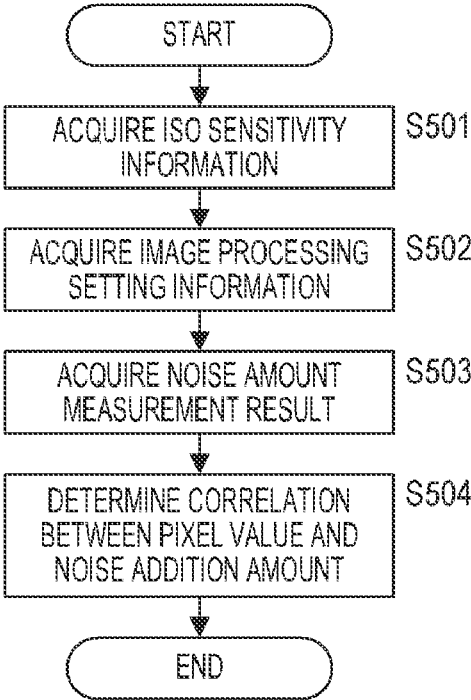 START
ACQUIRE ISO SENSITIVITY
INFORMATION
S501
ACQUIRE IMAGE PROCESSING
SETTING INFORMATION
S502
ACQUIRE NOISE AMOUNT
MEASUREMENT RESULT
S503
DETERMINE CORRELATION
BETWEEN PIXEL VALUE AND
NOISE ADDITION AMOUNT
S504
END